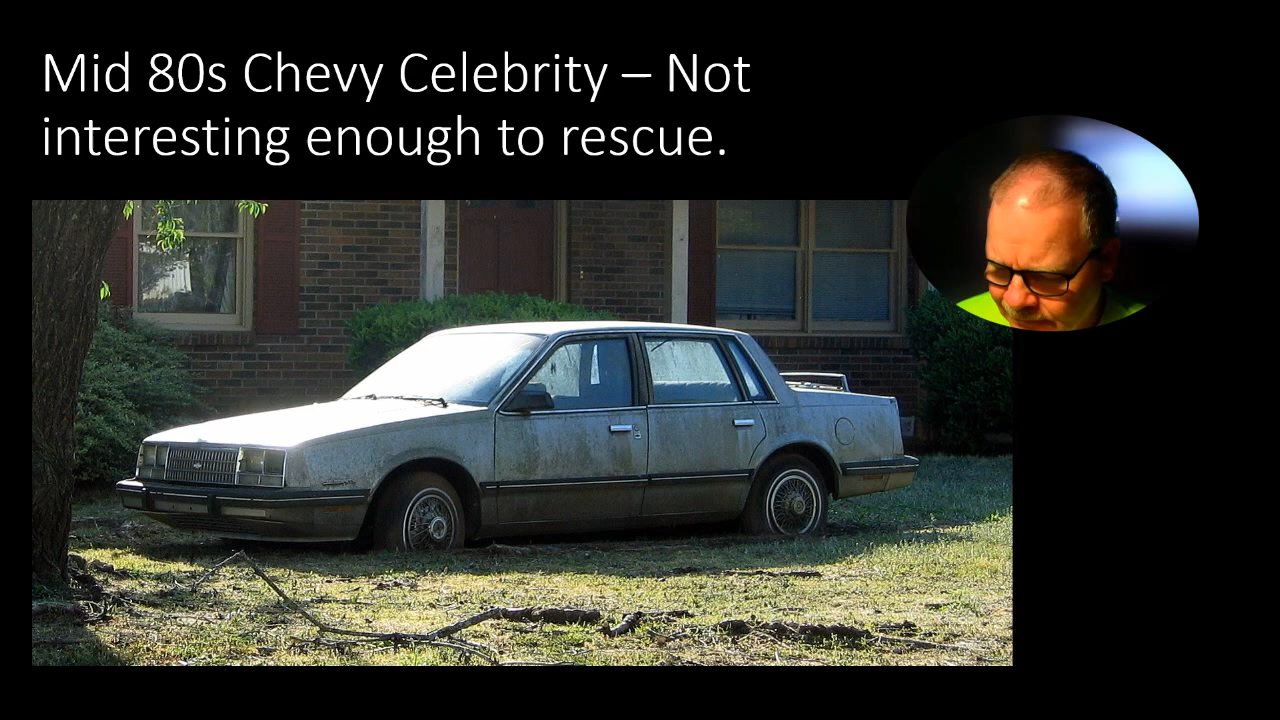 Mid 80s Chevy Celebrity – Not
interesting enough to rescue.